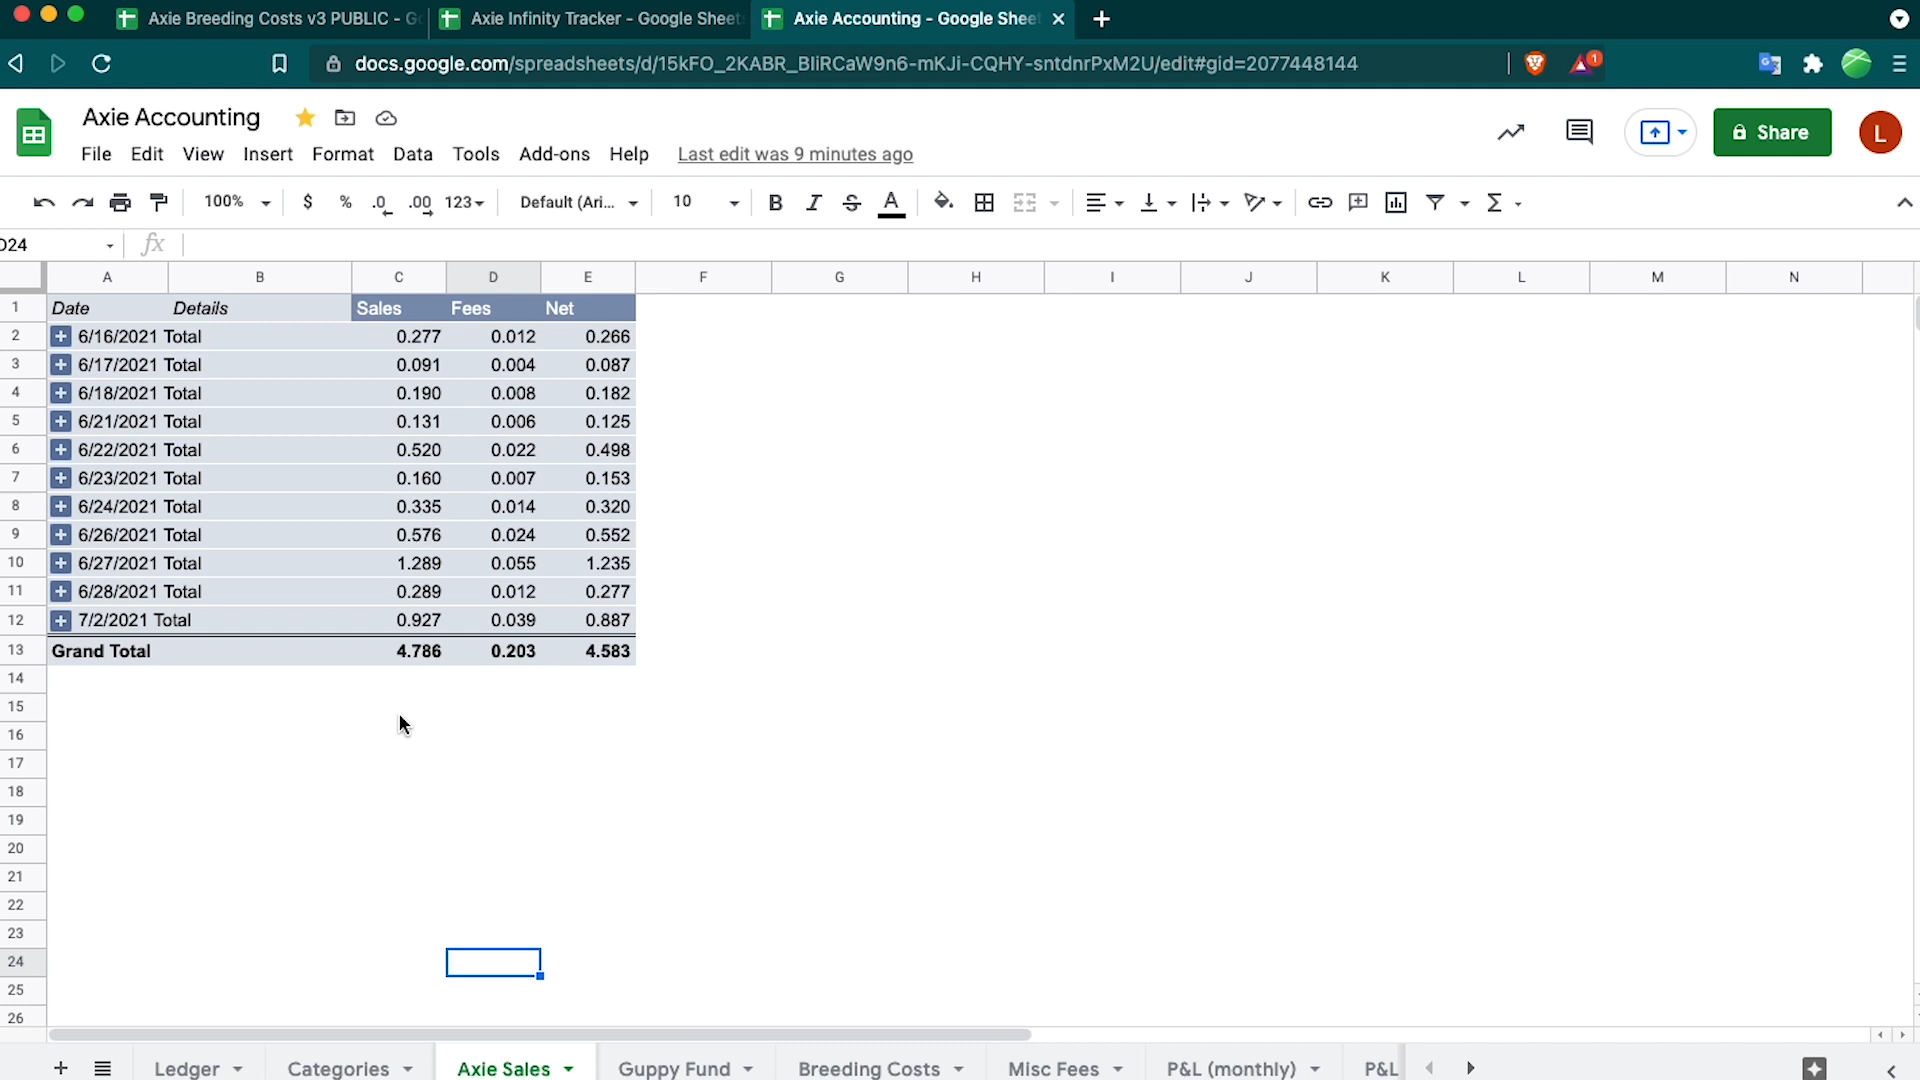 Axie Breeding Costs v3 PUBLIC - G
Axie Infinity Tracker - Google Sheet
Axie Accounting - Google Sheet
docs.google.com/spreadsheets/d/15kFO_2KABR_BIiRCaW9n6-mKJi-CQHY-sntdnrPxM2U/edit#gid=2077448144
1
Axie Accounting
Share
L
File Edit View Insert Format Data Tools Add-ons Help Last edit was 9 minutes ago
100% $ % .0 .00 123 Default (Ari... 10 B I S A
D24 fx
A B C D E F G H I J K L M N
1 Date Details Sales Fees Net
2 + 6/16/2021 Total 0.277 0.012 0.266
3 + 6/17/2021 Total 0.091 0.004 0.087
4 + 6/18/2021 Total 0.190 0.008 0.182
5 + 6/21/2021 Total 0.131 0.006 0.125
6 + 6/22/2021 Total 0.520 0.022 0.498
7 + 6/23/2021 Total 0.160 0.007 0.153
8 + 6/24/2021 Total 0.335 0.014 0.320
9 + 6/26/2021 Total 0.576 0.024 0.552
10 + 6/27/2021 Total 1.289 0.055 1.235
11 + 6/28/2021 Total 0.289 0.012 0.277
12 + 7/2/2021 Total 0.927 0.039 0.887
13 Grand Total 4.786 0.203 4.583
14
15
16
17
18
19
20
21
22
23
24
25
26
+ Ledger Categories Axie Sales Guppy Fund Breeding Costs Misc Fees P&L (monthly) P&L